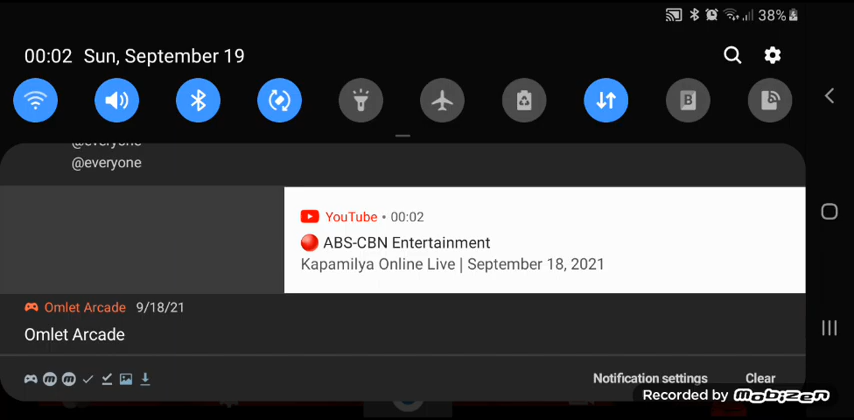 38%
00:02 Sun, September 19
B
@everyone
@everyone
YouTube • 00:02
ABS-CBN Entertainment
Kapamilya Online Live | September 18, 2021
Omlet Arcade 9/18/21
Omlet Arcade
Notification settings Clear
Recorded by Mobizen